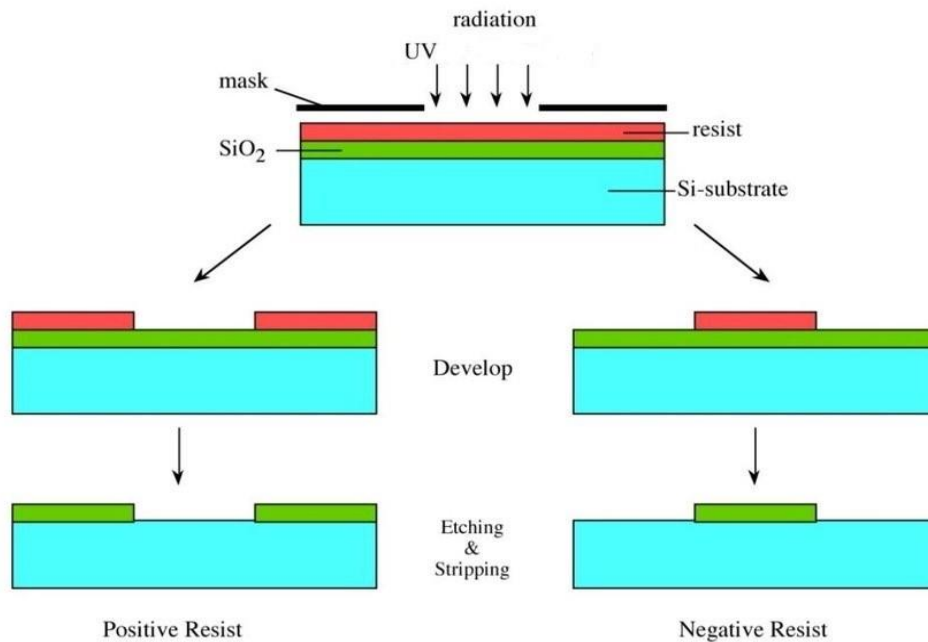 radiation
UV
mask
resist
SiO₂
Si-substrate
Develop
Etching
&
Stripping
Positive Resist
Negative Resist